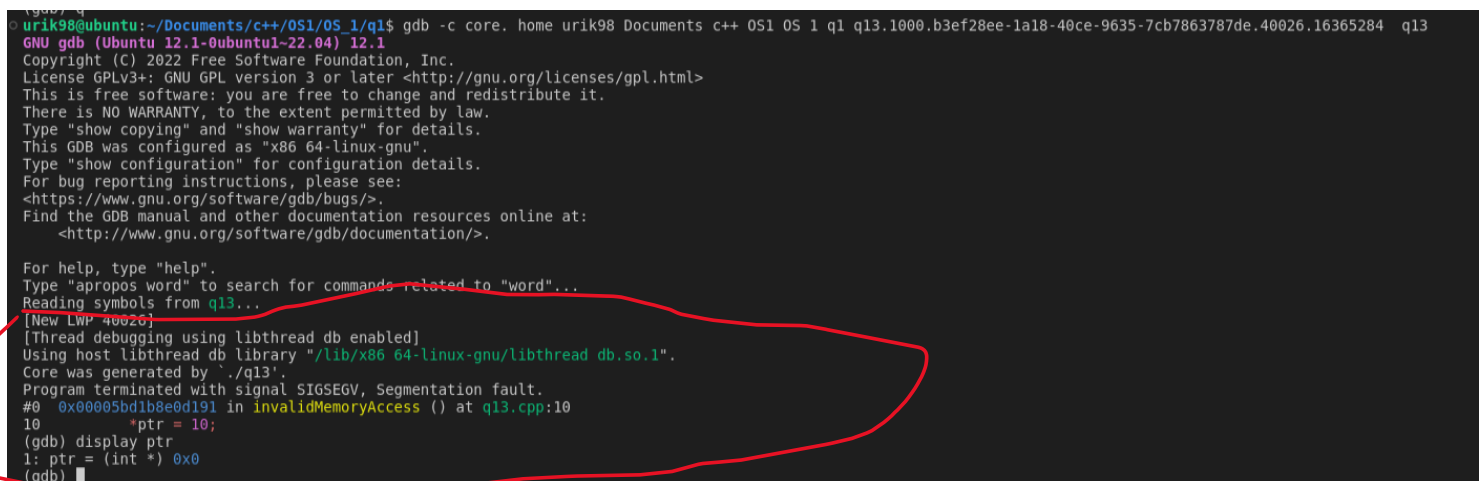 (gdb) q
urik98@ubuntu:~/Documents/c++/OS1/OS_1/q1$ gdb -c core. home urik98 Documents c++ OS1 OS 1 q1 q13.1000.b3ef28ee-1a18-40ce-9635-7cb7863787de.40026.16365284 q13
GNU gdb (Ubuntu 12.1-0ubuntu1~22.04) 12.1
Copyright (C) 2022 Free Software Foundation, Inc.
License GPLv3+: GNU GPL version 3 or later <http://gnu.org/licenses/gpl.html>
This is free software: you are free to change and redistribute it.
There is NO WARRANTY, to the extent permitted by law.
Type "show copying" and "show warranty" for details.
This GDB was configured as "x86 64-linux-gnu".
Type "show configuration" for configuration details.
For bug reporting instructions, please see:
<https://www.gnu.org/software/gdb/bugs/>.
Find the GDB manual and other documentation resources online at:
    <http://www.gnu.org/software/gdb/documentation/>.
For help, type "help".
Type "apropos word" to search for commands related to "word"...
Reading symbols from q13...
[New LWP 40026]
[Thread debugging using libthread db enabled]
Using host libthread db library "/lib/x86 64-linux-gnu/libthread db.so.1".
Core was generated by `./q13'.
Program terminated with signal SIGSEGV, Segmentation fault.
#0  0x00005bd1b8e0d191 in invalidMemoryAccess () at q13.cpp:10
10          *ptr = 10;
(gdb) display ptr
1: ptr = (int *) 0x0
(gdb)